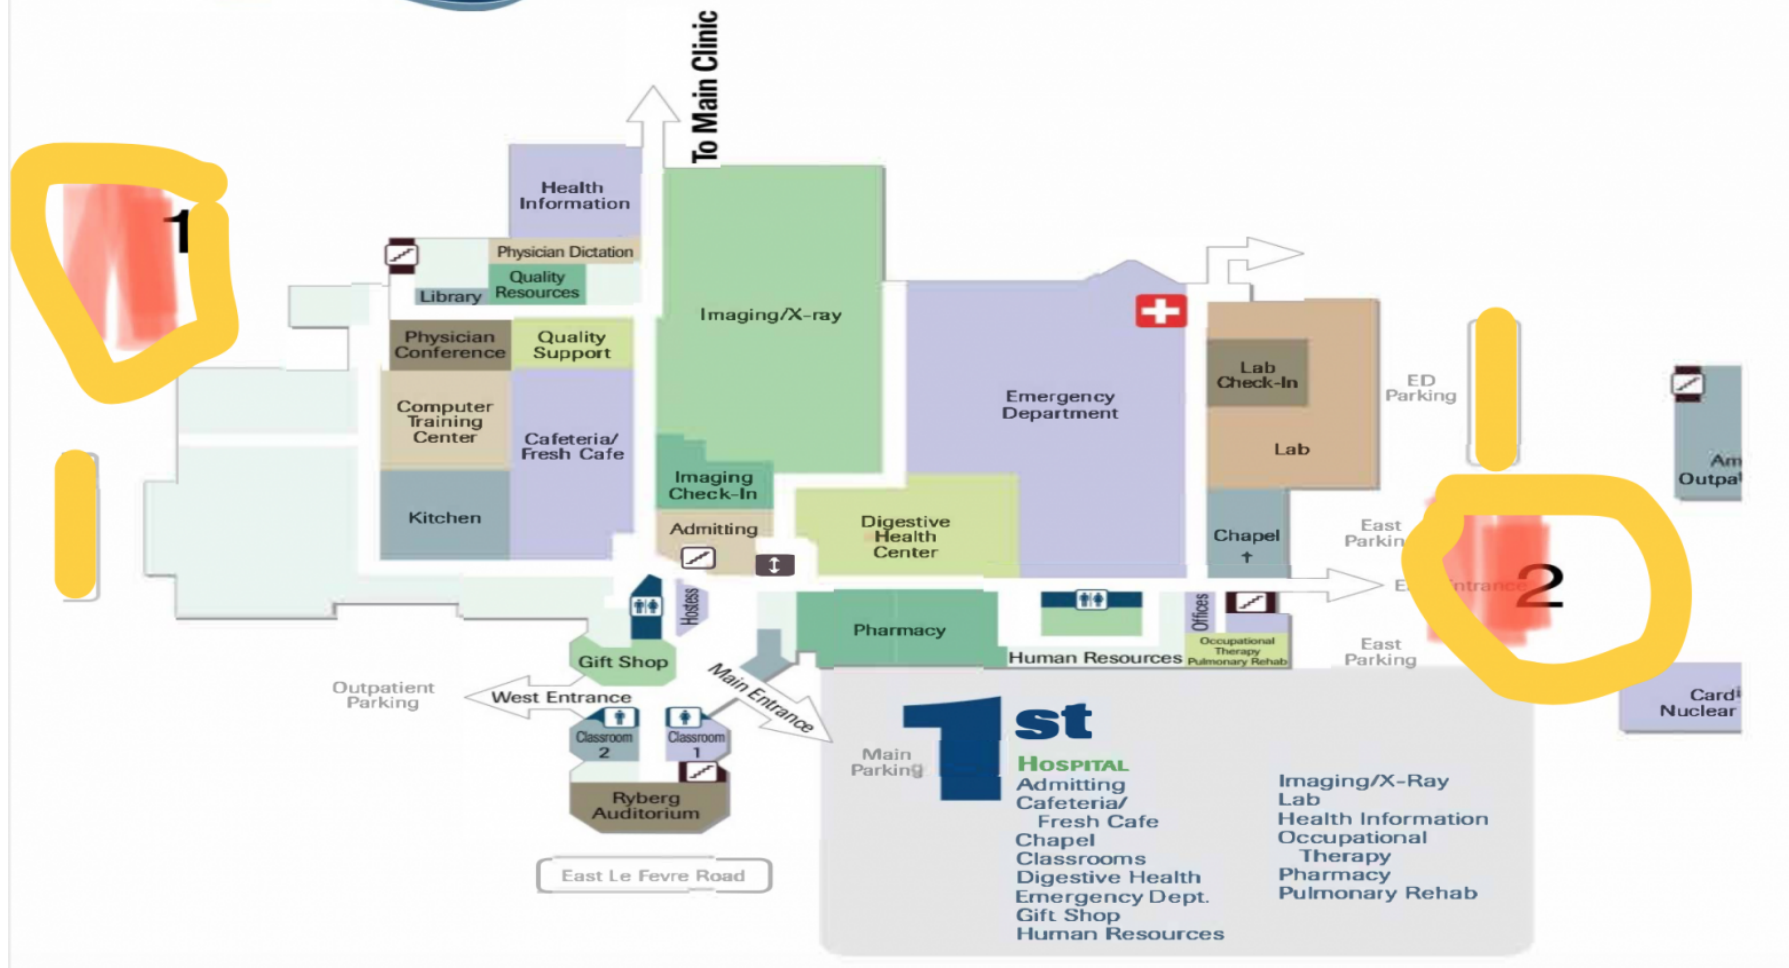 To Main Clinic
1
Health
Information
Physician Dictation
Quality
Resources
Library
Physician
Conference
Quality
Support
Imaging/X-ray
Computer
Training
Center
Cafeteria/
Fresh Cafe
Kitchen
Imaging
Check-In
Admitting
Emergency
Department
Lab
Check-In
Lab
ED
Parking
Digestive
Health
Center
Chapel
East
Outpa
2
Hostess
Gift Shop
Pharmacy
Human Resources
Offices
Occupational
Therapy
Pulmonary Rehab
East
Parking
Cardi
Nuclear
Outpatient
Parking
West Entrance
Main Entrance
Classroom
2
Classroom
1
Ryberg
Auditorium
Main
Parking
East Le Fevre Road
1st
HOSPITAL
Admitting
Cafeteria/
Fresh Cafe
Chapel
Classrooms
Digestive Health
Emergency Dept.
Gift Shop
Human Resources
Imaging/X-Ray
Lab
Health Information
Occupational
Therapy
Pharmacy
Pulmonary Rehab